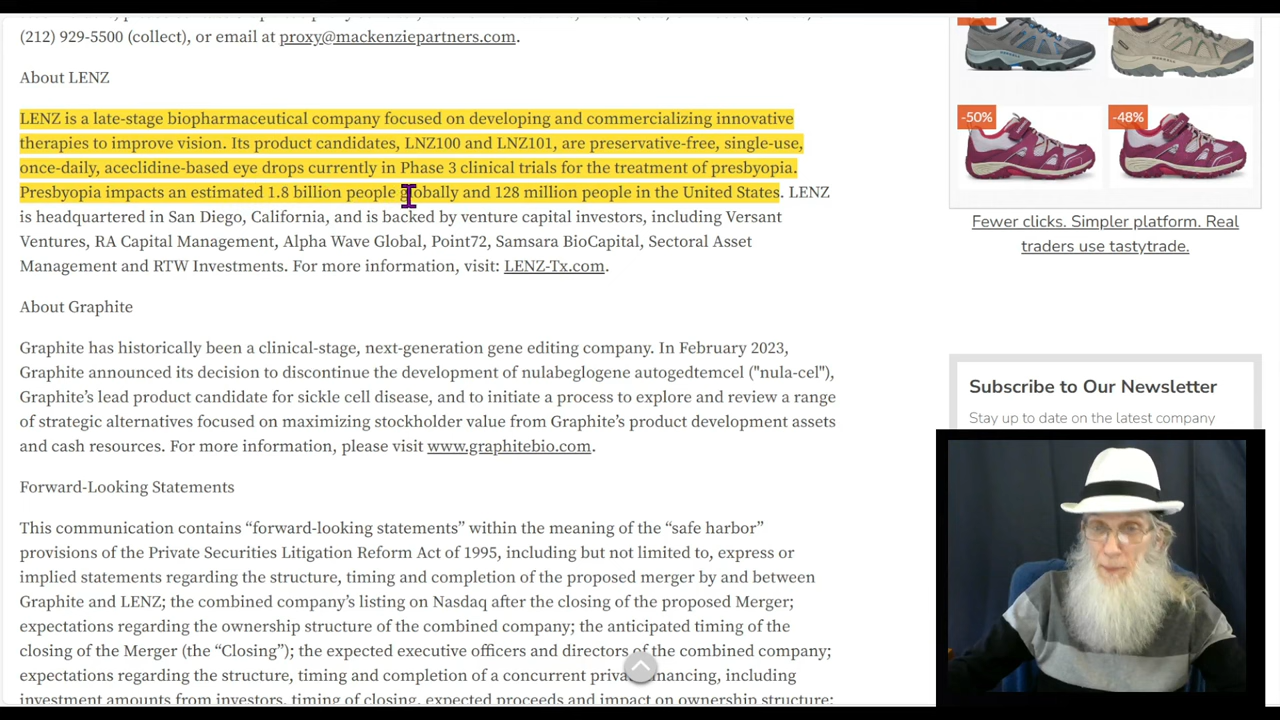 (212) 929-5500 (collect), or email at proxy@mackenziepartners.com.
About LENZ
LENZ is a late-stage biopharmaceutical company focused on developing and commercializing innovative
therapies to improve vision. Its product candidates, LNZ100 and LNZ101, are preservative-free, single-use,
once-daily, aceclidine-based eye drops currently in Phase 3 clinical trials for the treatment of presbyopia.
Presbyopia impacts an estimated 1.8 billion people globally and 128 million people in the United States. LENZ
is headquartered in San Diego, California, and is backed by venture capital investors, including Versant
Ventures, RA Capital Management, Alpha Wave Global, Point72, Samsara BioCapital, Sectoral Asset
Management and RTW Investments. For more information, visit: LENZ-Tx.com.
About Graphite
Graphite has historically been a clinical-stage, next-generation gene editing company. In February 2023,
Graphite announced its decision to discontinue the development of nulabeglogene autogedtemcel ("nula-cel"),
Graphite’s lead product candidate for sickle cell disease, and to initiate a process to explore and review a range
of strategic alternatives focused on maximizing stockholder value from Graphite’s product development assets
and cash resources. For more information, please visit www.graphitebio.com.
Forward-Looking Statements
This communication contains “forward-looking statements” within the meaning of the “safe harbor”
provisions of the Private Securities Litigation Reform Act of 1995, including but not limited to, express or
implied statements regarding the structure, timing and completion of the proposed merger by and between
Graphite and LENZ; the combined company’s listing on Nasdaq after the closing of the proposed Merger;
expectations regarding the ownership structure of the combined company; the anticipated timing of the
closing of the Merger (the “Closing”); the expected executive officers and directors of the combined company;
expectations regarding the structure, timing and completion of a concurrent private financing, including
investment amounts from investors, timing of closing, expected proceeds and impact on ownership structure;
-50%
-48%
Fewer clicks. Simpler platform. Real
traders use tastytrade.
Subscribe to Our Newsletter
Stay up to date on the latest company